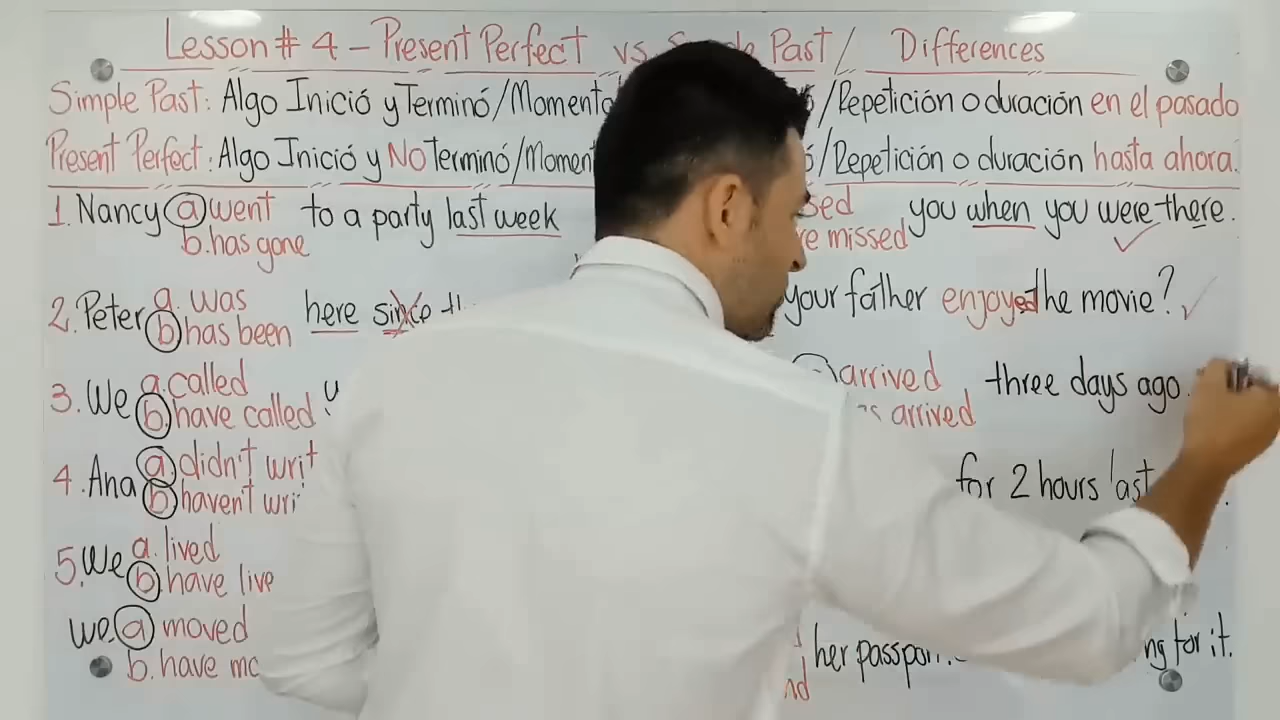 Lesson # 4 - Present Perfect vs. Past / Differences
Simple Past: Algo Inició y Terminó/Momento /Repetición o duración en el pasado
Present Perfect: Algo Inició y NO Terminó/Momen /Repetición o duración hasta ahora.
1. Nancy a went to a party last week
b. has gone
2. Peter a. was here since
b has been
3. We a. called
b have called
4. Ana a. didn't writ
b haven't wri
5. We a. lived
b. have live
we. a moved
b. have mo
sed you when you were there.
ve missed
your father enjoyed the movie?
arrived three days ago.
as arrived
for 2 hours last
her passpor ng for it.
nd